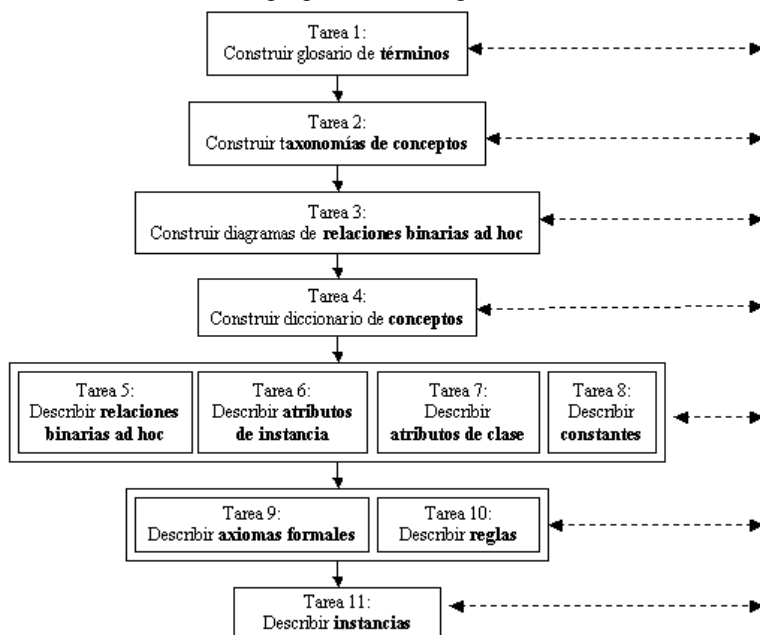 Tarea 1:
Construir glosario de términos
Tarea 2:
Construir taxonomías de conceptos
Tarea 3:
Construir diagramas de relaciones binarias ad hoc
Tarea 4:
Construir diccionario de conceptos
Tarea 5:
Describir relaciones
binarias ad hoc
Tarea 6:
Describir atributos
de instancia
Tarea 7:
Describir
atributos de clase
Tarea 8:
Describir
constantes
Tarea 9:
Describir axiomas formales
Tarea 10:
Describir reglas
Tarea 11:
Describir instancias